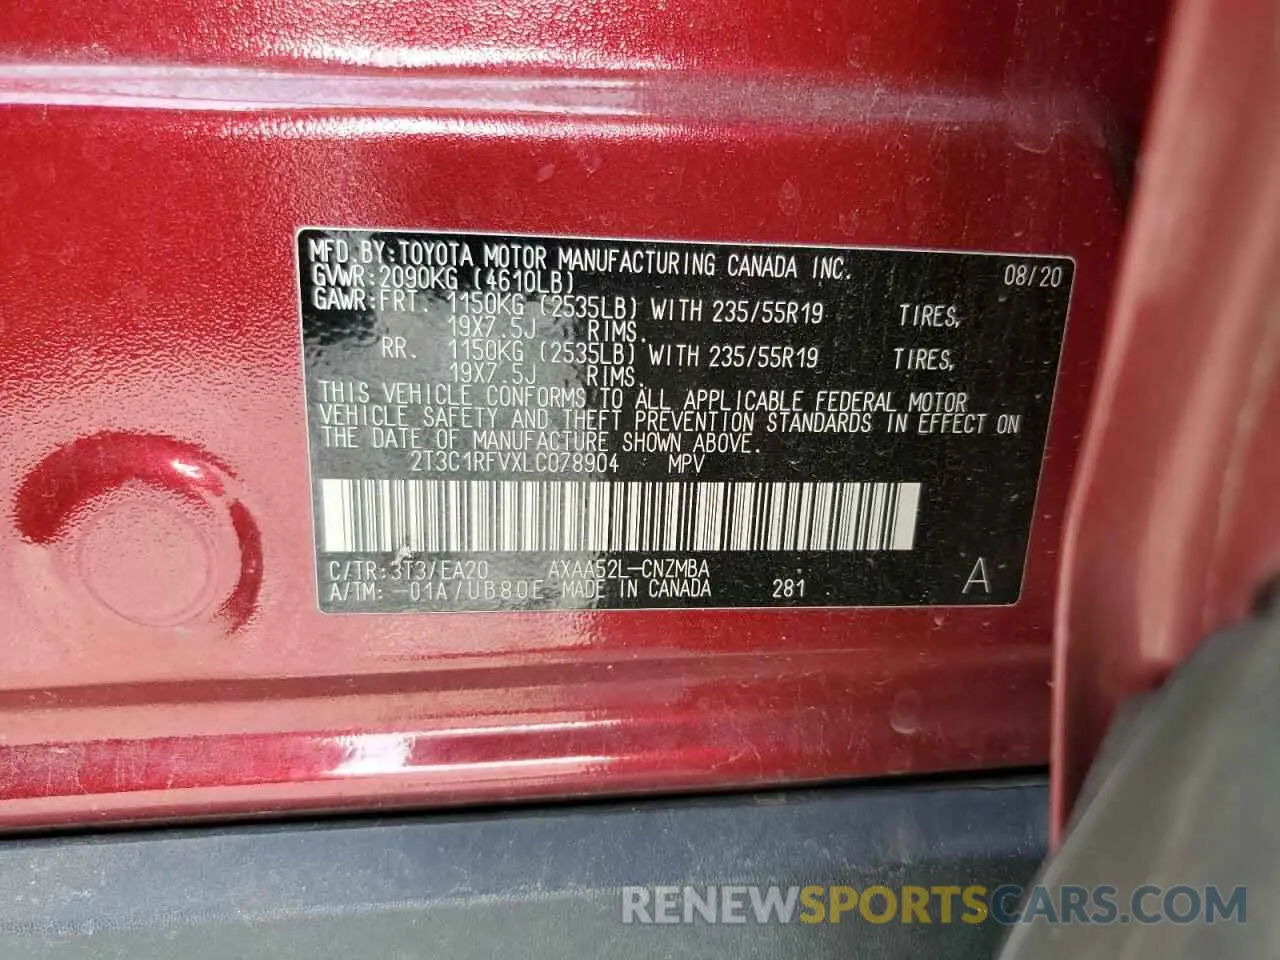 MFD.BY:TOYOTA MOTOR MANUFACTURING CANADA INC. 08/20
GVWR:2090KG (4610LB)
GAWR:FRT. 1150KG (2535LB) WITH 235/55R19 TIRES,
19X7.5J RIMS.
RR. 1150KG (2535LB) WITH 235/55R19 TIRES,
19X7.5J RIMS.
THIS VEHICLE CONFORMS TO ALL APPLICABLE FEDERAL MOTOR
VEHICLE SAFETY AND THEFT PREVENTION STANDARDS IN EFFECT ON
THE DATE OF MANUFACTURE SHOWN ABOVE.
2T3C1RFVXLC078904 MPV
C/TR:3T3/EA20 AXAA52L-CNZMBA
A/TM: -01A/UB80E MADE IN CANADA 281 A
RENEWSPORTSCARS.COM